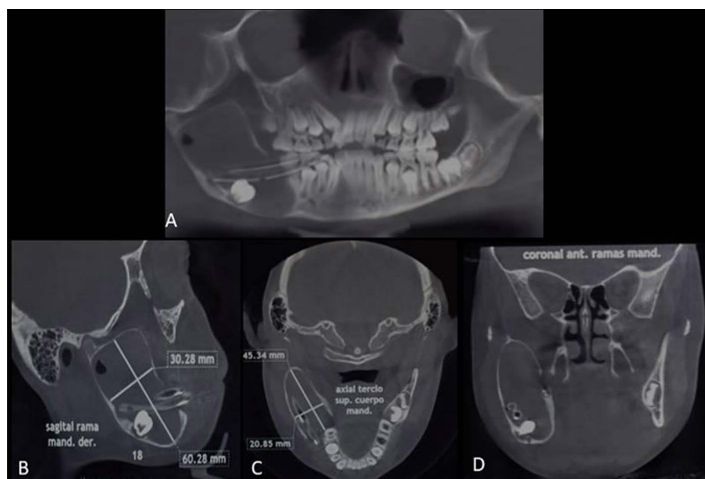 A
30.28 mm
sagital rama
mand. der.
18
60.28 mm
B
45.34 mm
axial tercio
sup. cuerpo
mand.
20.85 mm
C
coronal ant. ramas mand.
D